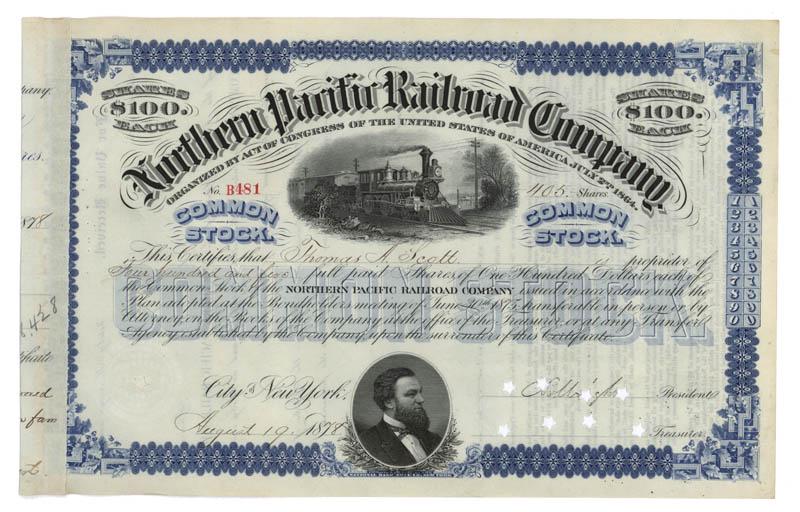 SHARES $100. EACH
Northern Pacific Railroad Company,
SHARES $100. EACH
ORGANIZED BY ACT OF CONGRESS OF THE UNITED STATES OF AMERICA JULY 2ND 1864.
No. B481
405 Shares
COMMON STOCK.
COMMON STOCK.
This Certifies that Thomas A. Scott is proprietor of
Four hundred and five full paid Shares of One Hundred Dollars each of
the Common Stock of the NORTHERN PACIFIC RAILROAD COMPANY issued in accordance with the
Plan adopted at the Bondholders meeting of June 30th 1875 transferable in person or by
Attorney on the Books of the Company at the office of the Treasurer or at any Transfer
Agency established by the Company, upon the surrender of this Certificate.
COMMON STOCK
City of New York,
President
August 19 1878
Treasurer
1 1
2 2
3 3
4 4
5 5
6 6
7 7
8 8
9 9
0 0
pany.
res.
1878